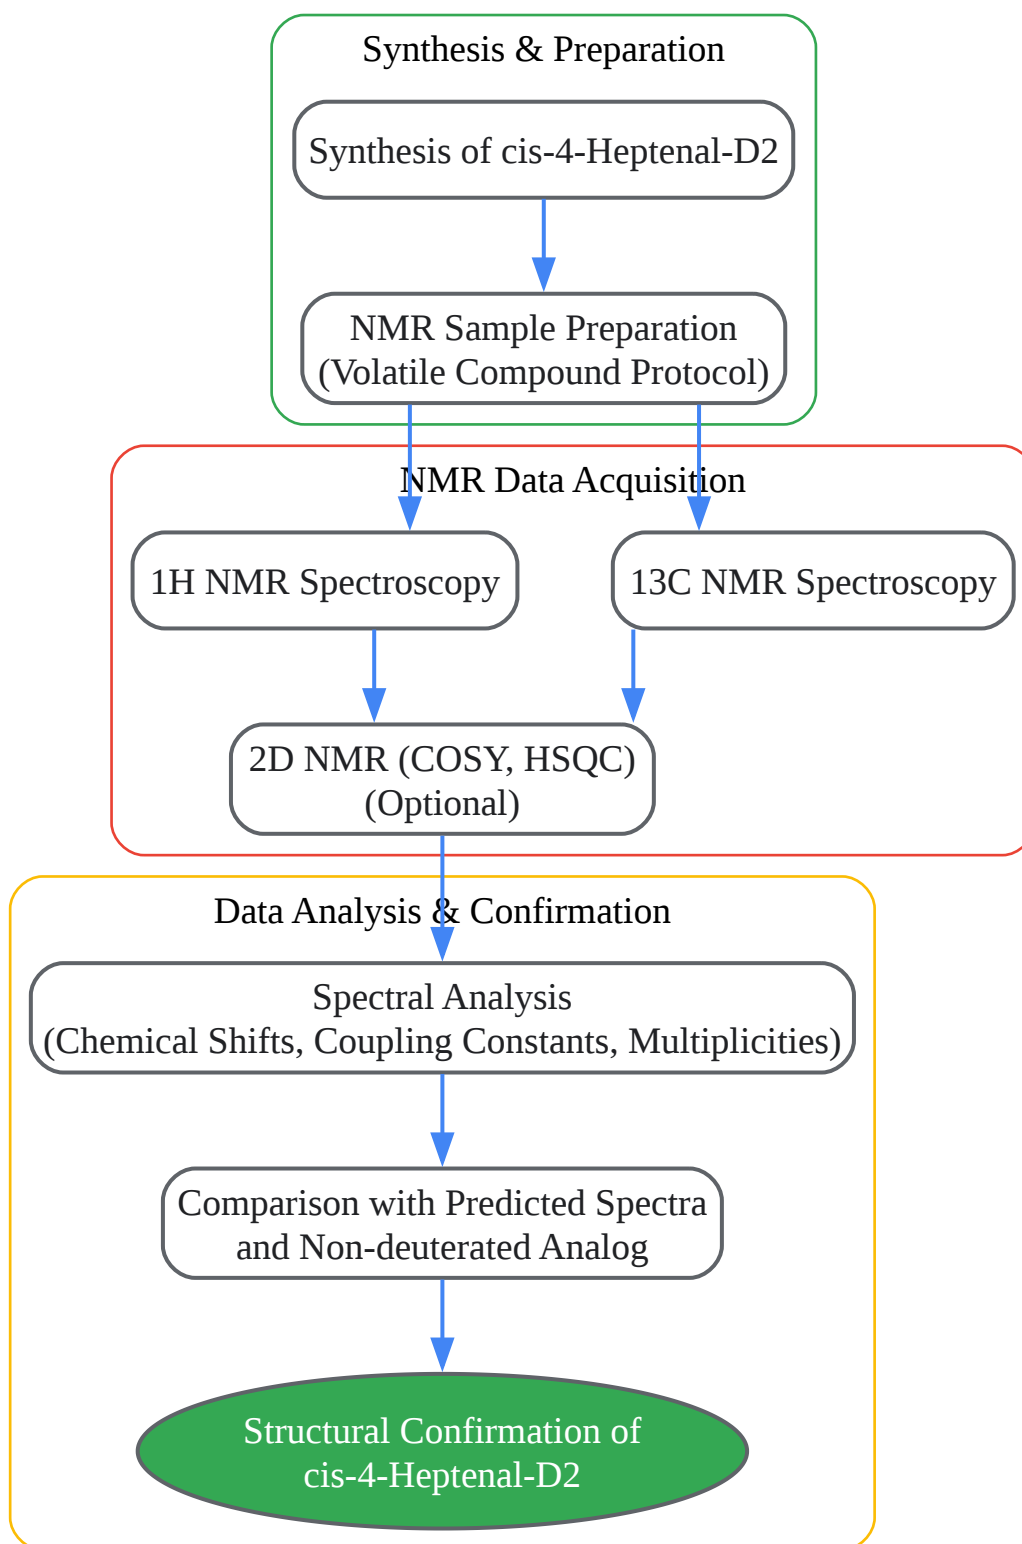 Synthesis & Preparation
Synthesis of cis-4-Heptenal-D2
NMR Sample Preparation
(Volatile Compound Protocol)
NMR Data Acquisition
1H NMR Spectroscopy
13C NMR Spectroscopy
2D NMR (COSY, HSQC)
(Optional)
Data Analysis & Confirmation
Spectral Analysis
(Chemical Shifts, Coupling Constants, Multiplicities)
Comparison with Predicted Spectra
and Non-deuterated Analog
Structural Confirmation of
cis-4-Heptenal-D2